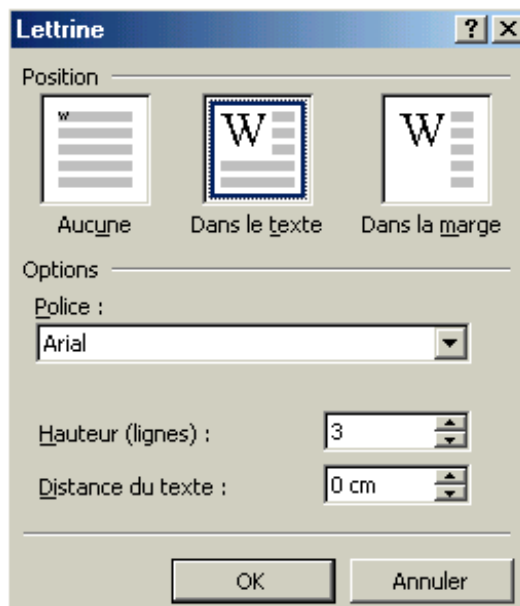 Lettrine
Position
w W W
Aucune Dans le texte Dans la marge
Options
Police :
Arial
Hauteur (lignes) : 3
Distance du texte : 0 cm
OK Annuler